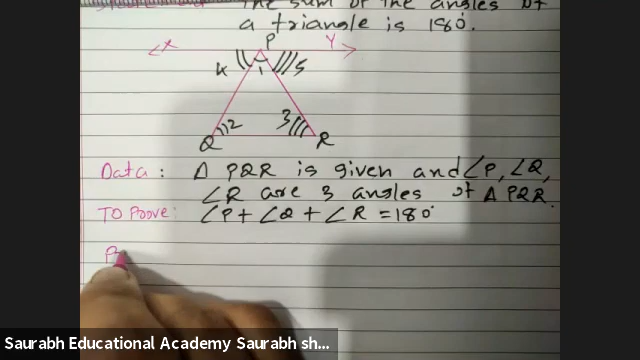 The sum of the angles of
a triangle is 180°.
X P Y
4 1 5
2 3
Q R
Data: Δ PQR is given and ∠P, ∠Q,
∠R are 3 angles of Δ PQR.
To Prove: ∠P + ∠Q + ∠R = 180°
P
Saurabh Educational Academy Saurabh sh...